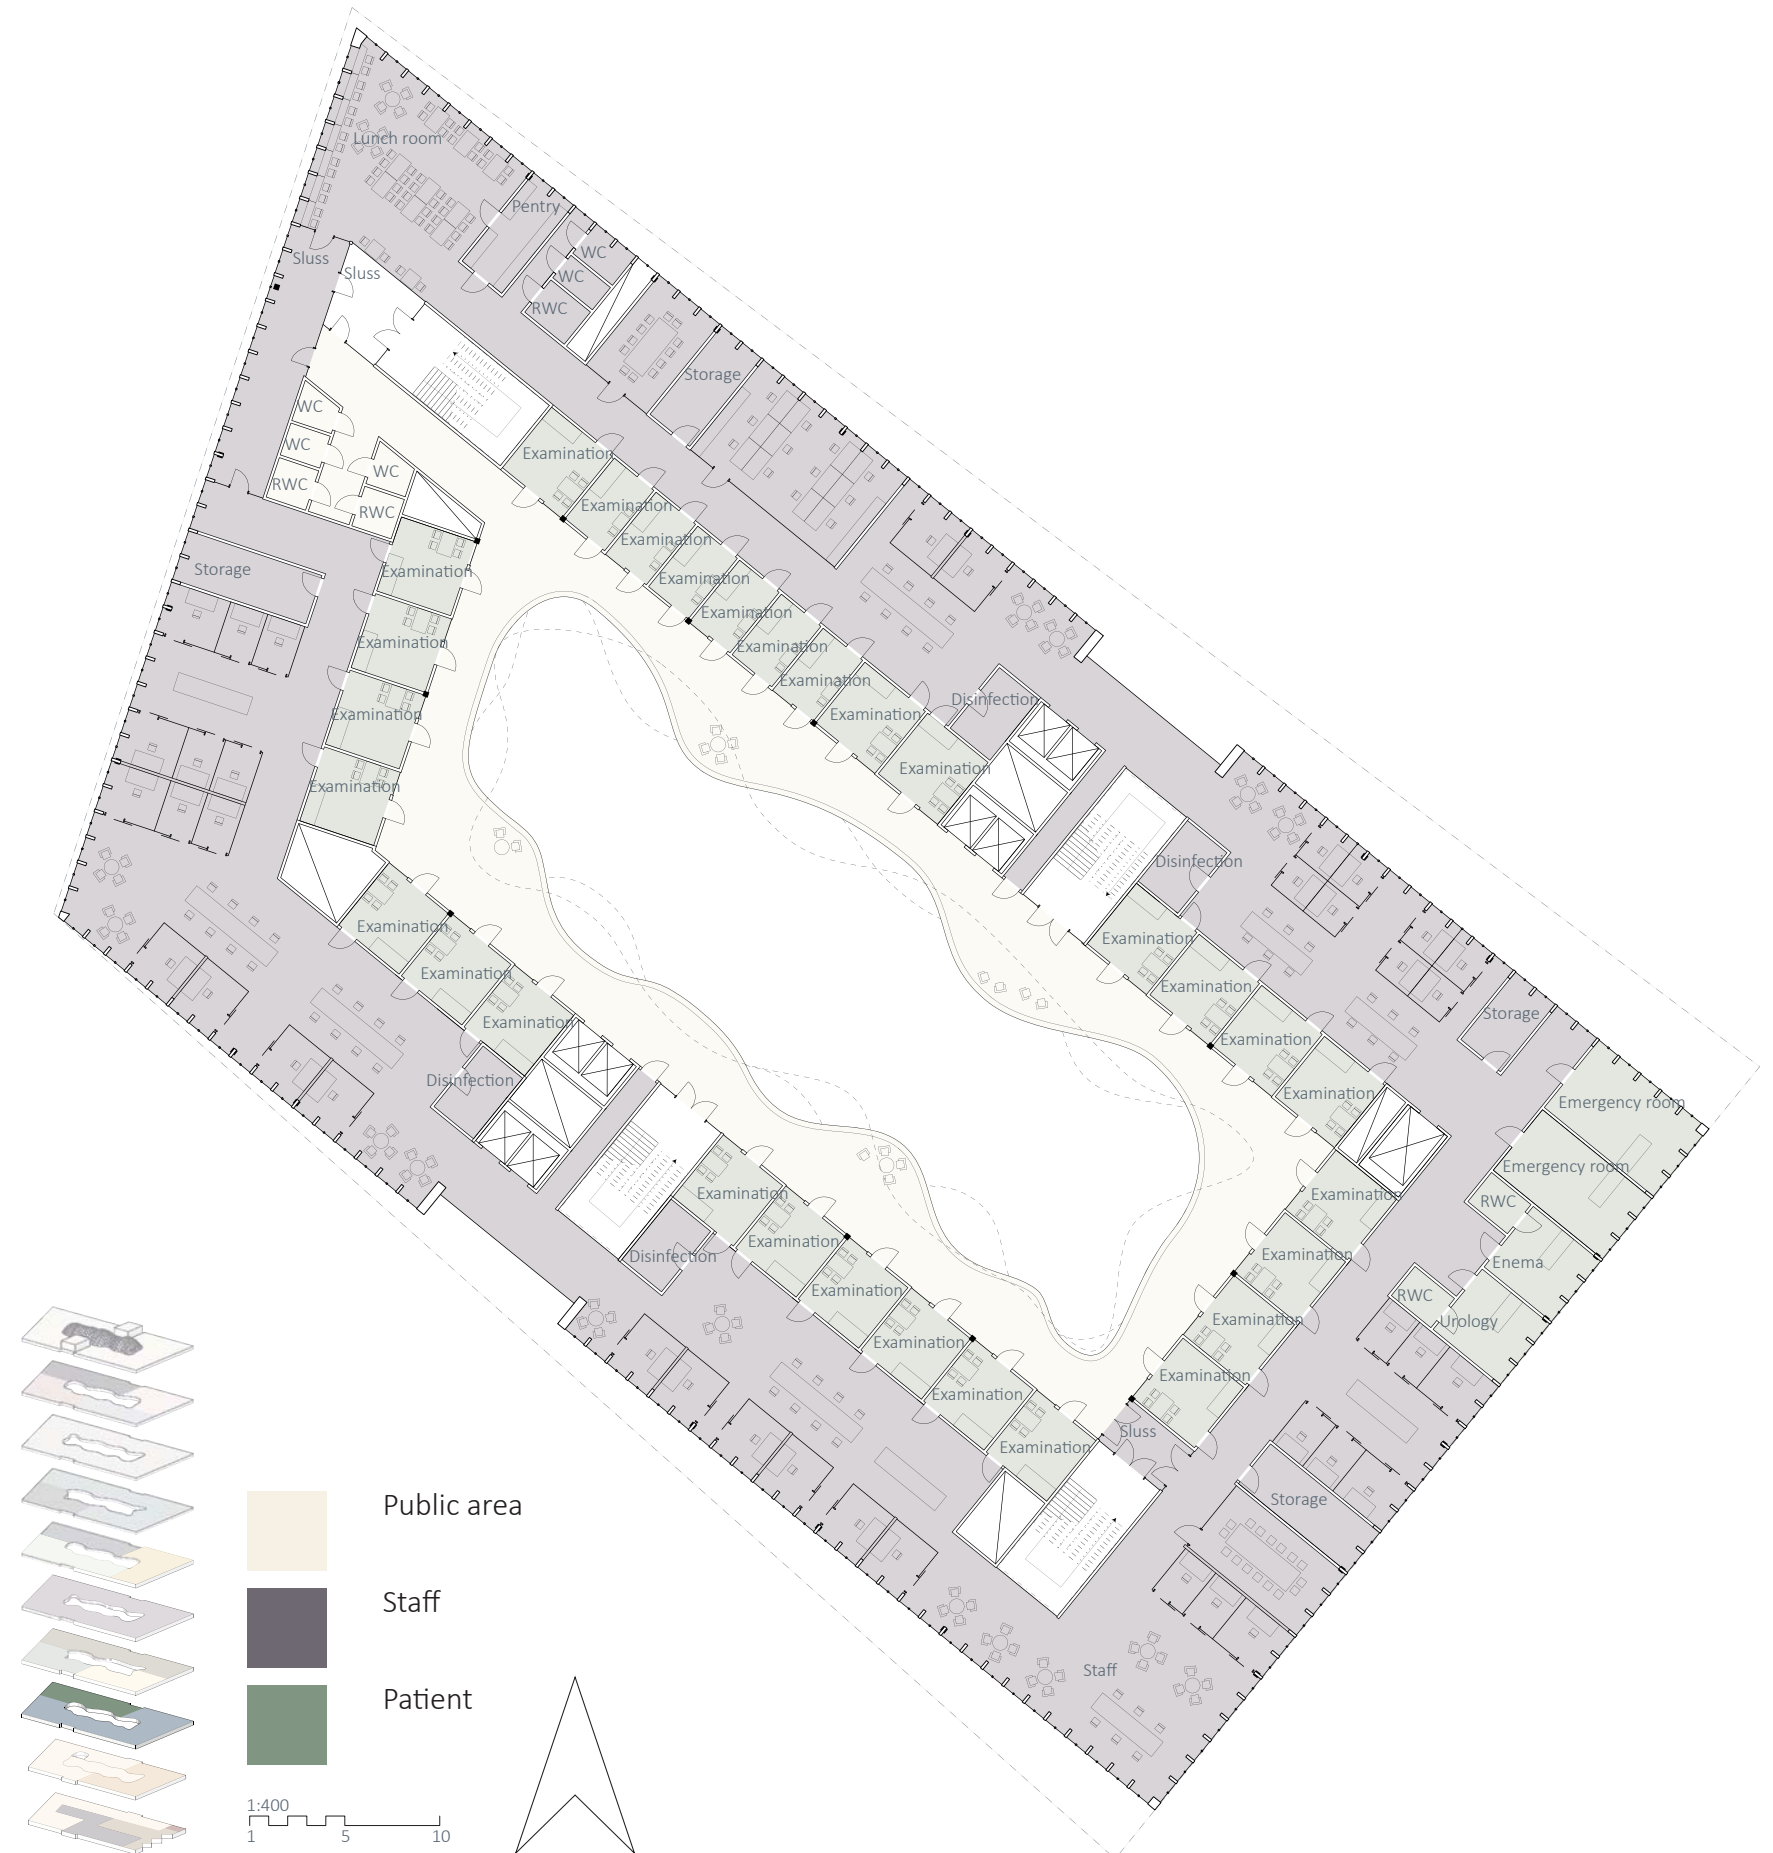 Lunch room
Pentry
WC
Sluss
Sluss
WC
RWC
Storage
WC
Examination
WC
WC
RWC
Examination
RWC
Examination
Storage
Examination
Examination
Examination
Examination
Examination
Examination
Disinfection
Examination
Examination
Examination
Examination
Disinfection
Examination
Examination
Examination
Examination
Storage
Examination
Examination
Disinfection
Examination
Emergency room
Emergency room
Examination
Examination
RWC
Examination
Examination
Disinfection
Enema
Examination
RWC
Examination
Urology
Examination
Examination
Examination
Sluss
Examination
Storage
Public area
Staff
Staff
Patient
1:400
1 5 10